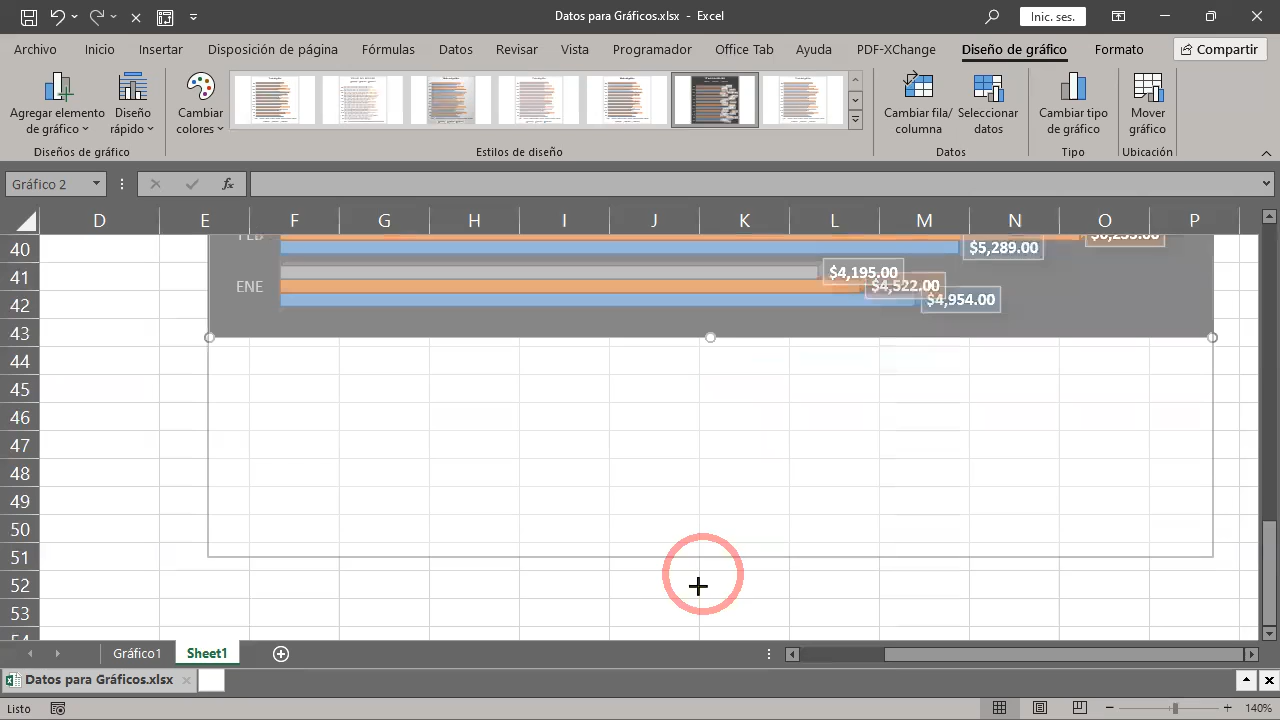 Datos para Gráficos.xlsx - Excel
Inic. ses.
Archivo Inicio Insertar Disposición de página Fórmulas Datos Revisar Vista Programador Office Tab Ayuda PDF-XChange Diseño de gráfico Formato Compartir
Agregar elemento de gráfico
Diseño rápido
Cambiar colores
Cambiar fila/ columna
Seleccionar datos
Cambiar tipo de gráfico
Mover gráfico
Diseños de gráfico Estilos de diseño Datos Tipo Ubicación
Gráfico 2
fx
D E F G H I J K L M N O P
40
$5,289.00
41
$4,195.00
ENE
$4,522.00
42
$4,954.00
43
44
45
46
47
48
49
50
51
52
53
Gráfico1 Sheet1
Datos para Gráficos.xlsx
Listo
140%